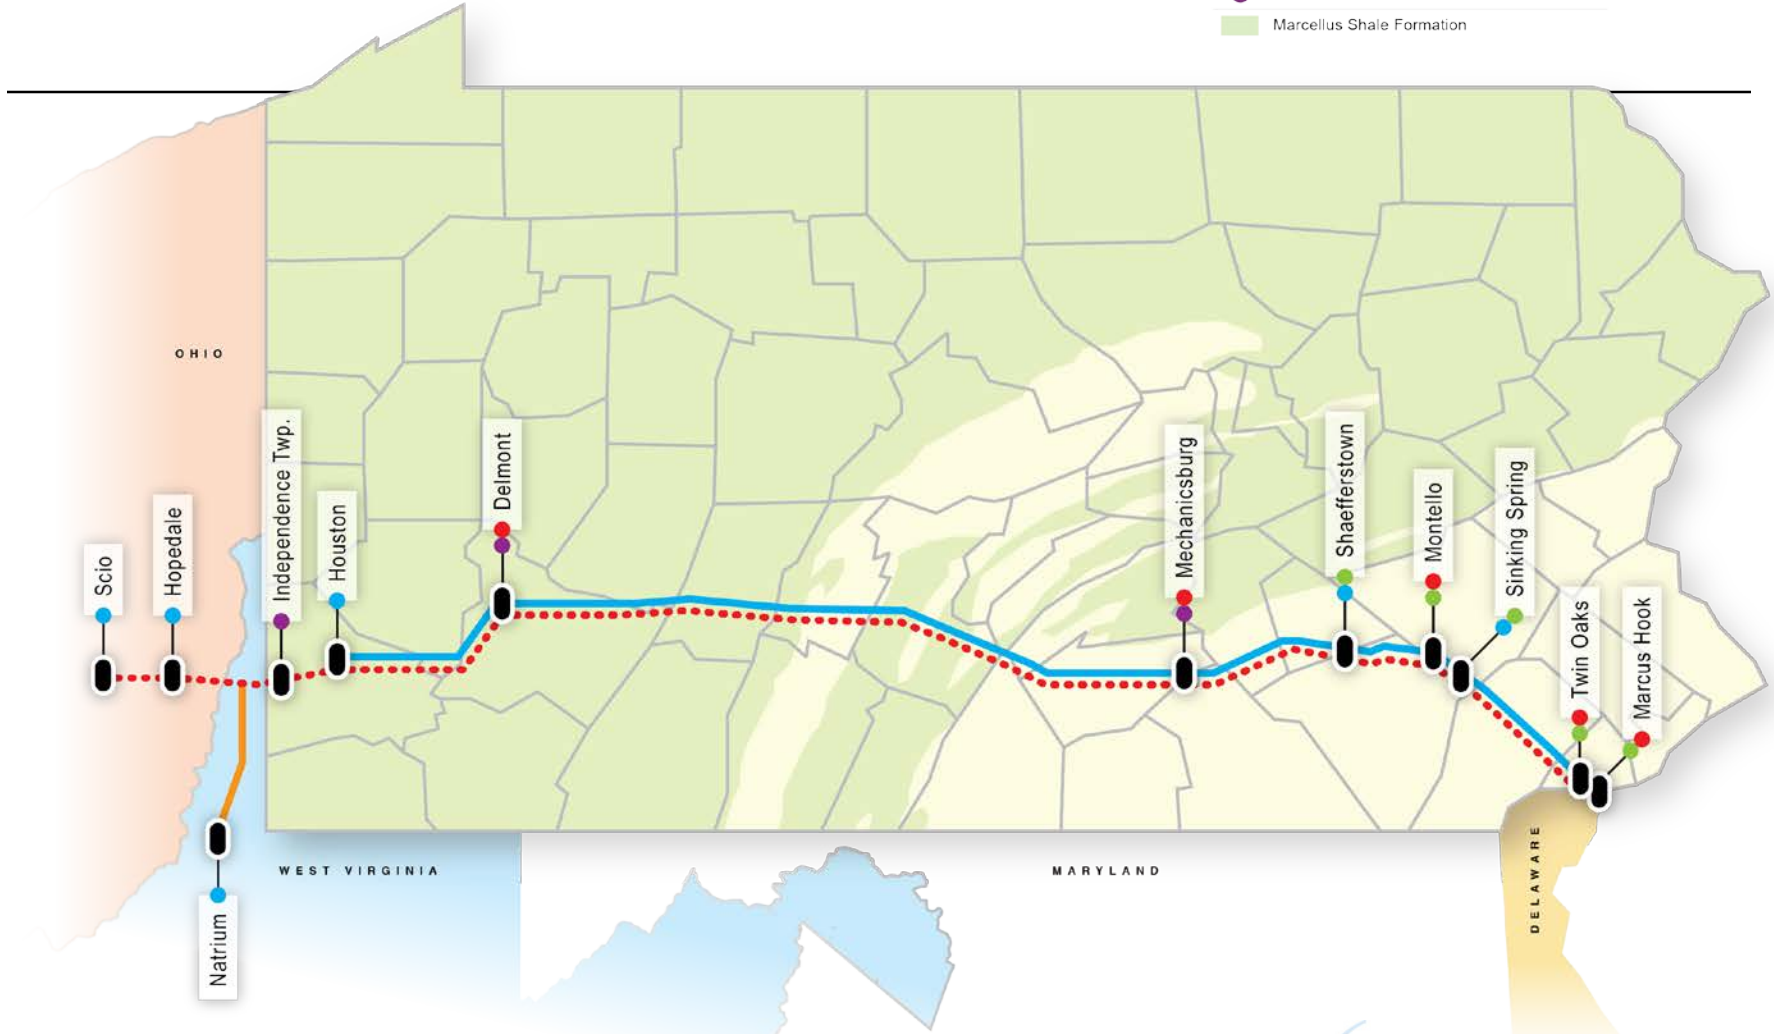 Marcellus Shale Formation
OHIO
Scio
Hopedale
Independence Twp.
Houston
Delmont
Mechanicsburg
Shaefferstown
Montello
Sinking Spring
Twin Oaks
Marcus Hook
Natrium
WEST VIRGINIA
MARYLAND
DELAWARE